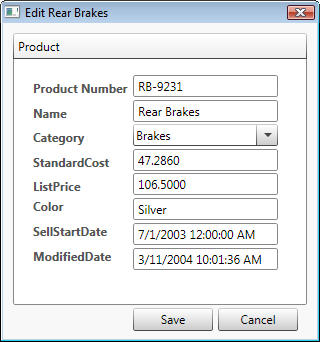 Edit Rear Brakes
Product
Product Number RB-9231
Name Rear Brakes
Category Brakes
StandardCost 47.2860
ListPrice 106.5000
Color Silver
SellStartDate 7/1/2003 12:00:00 AM
ModifiedDate 3/11/2004 10:01:36 AM
Save Cancel